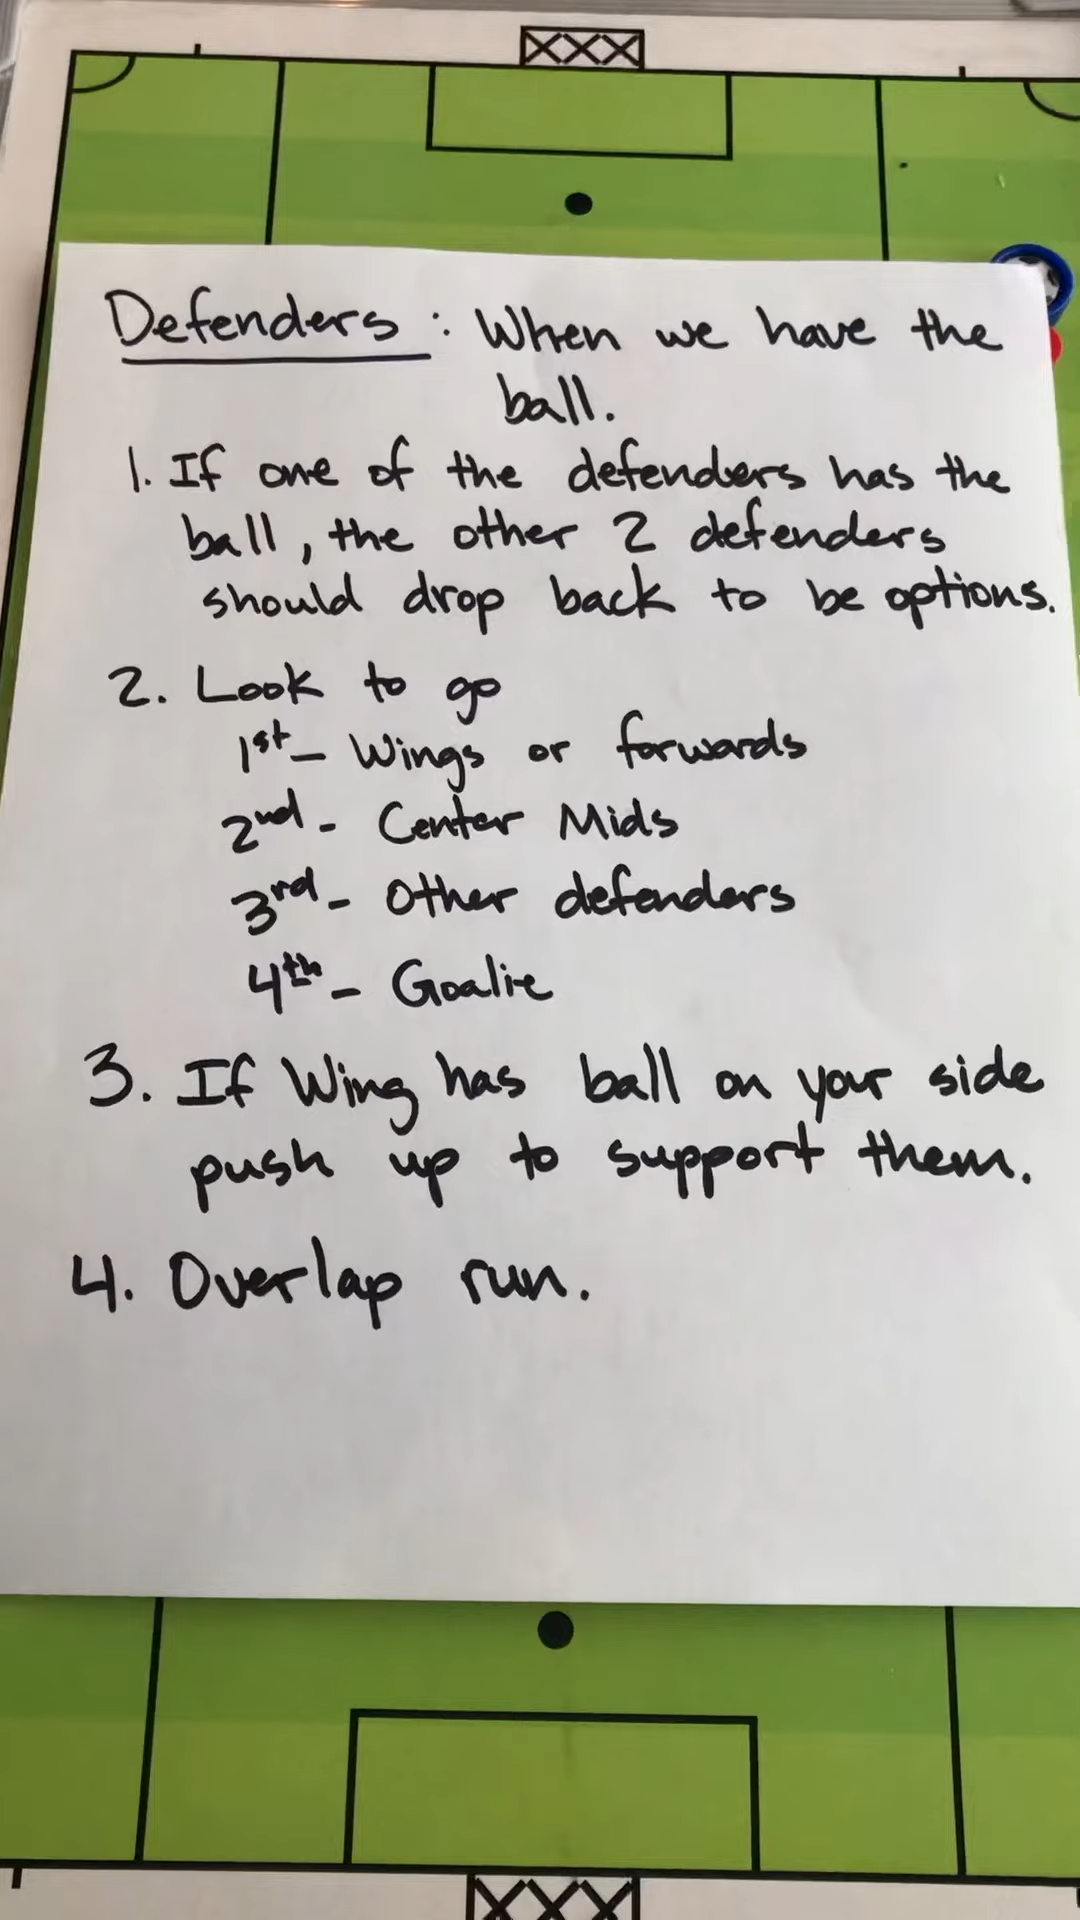 Defenders: When we have the
ball.
1. If one of the defenders has the
ball, the other 2 defenders
should drop back to be options.
2. Look to go
1st - Wings or forwards
2nd - Center Mids
3rd - Other defenders
4th - Goalie
3. If Wing has ball on your side
push up to support them.
4. Overlap run.